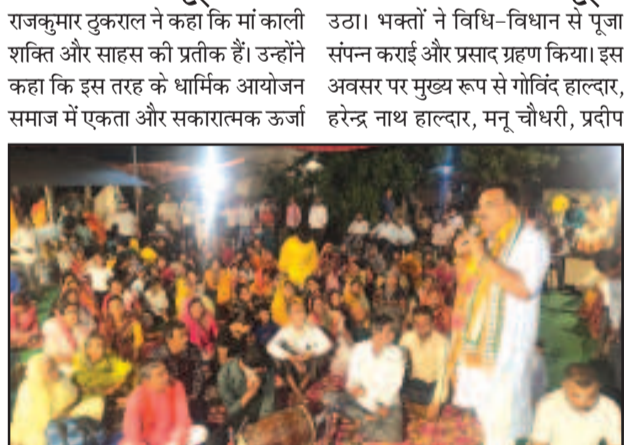 राजकुमार ठुकराल ने कहा कि मां काली
शक्ति और साहस की प्रतीक हैं। उन्होंने
कहा कि इस तरह के धार्मिक आयोजन
समाज में एकता और सकारात्मक ऊर्जा
उठा। भक्तों ने विधि-विधान से पूजा
संपन्न कराई और प्रसाद ग्रहण किया। इस
अवसर पर मुख्य रूप से गोविंद हाल्दार,
हरेन्द्र नाथ हाल्दार, मनू चौधरी, प्रदीप